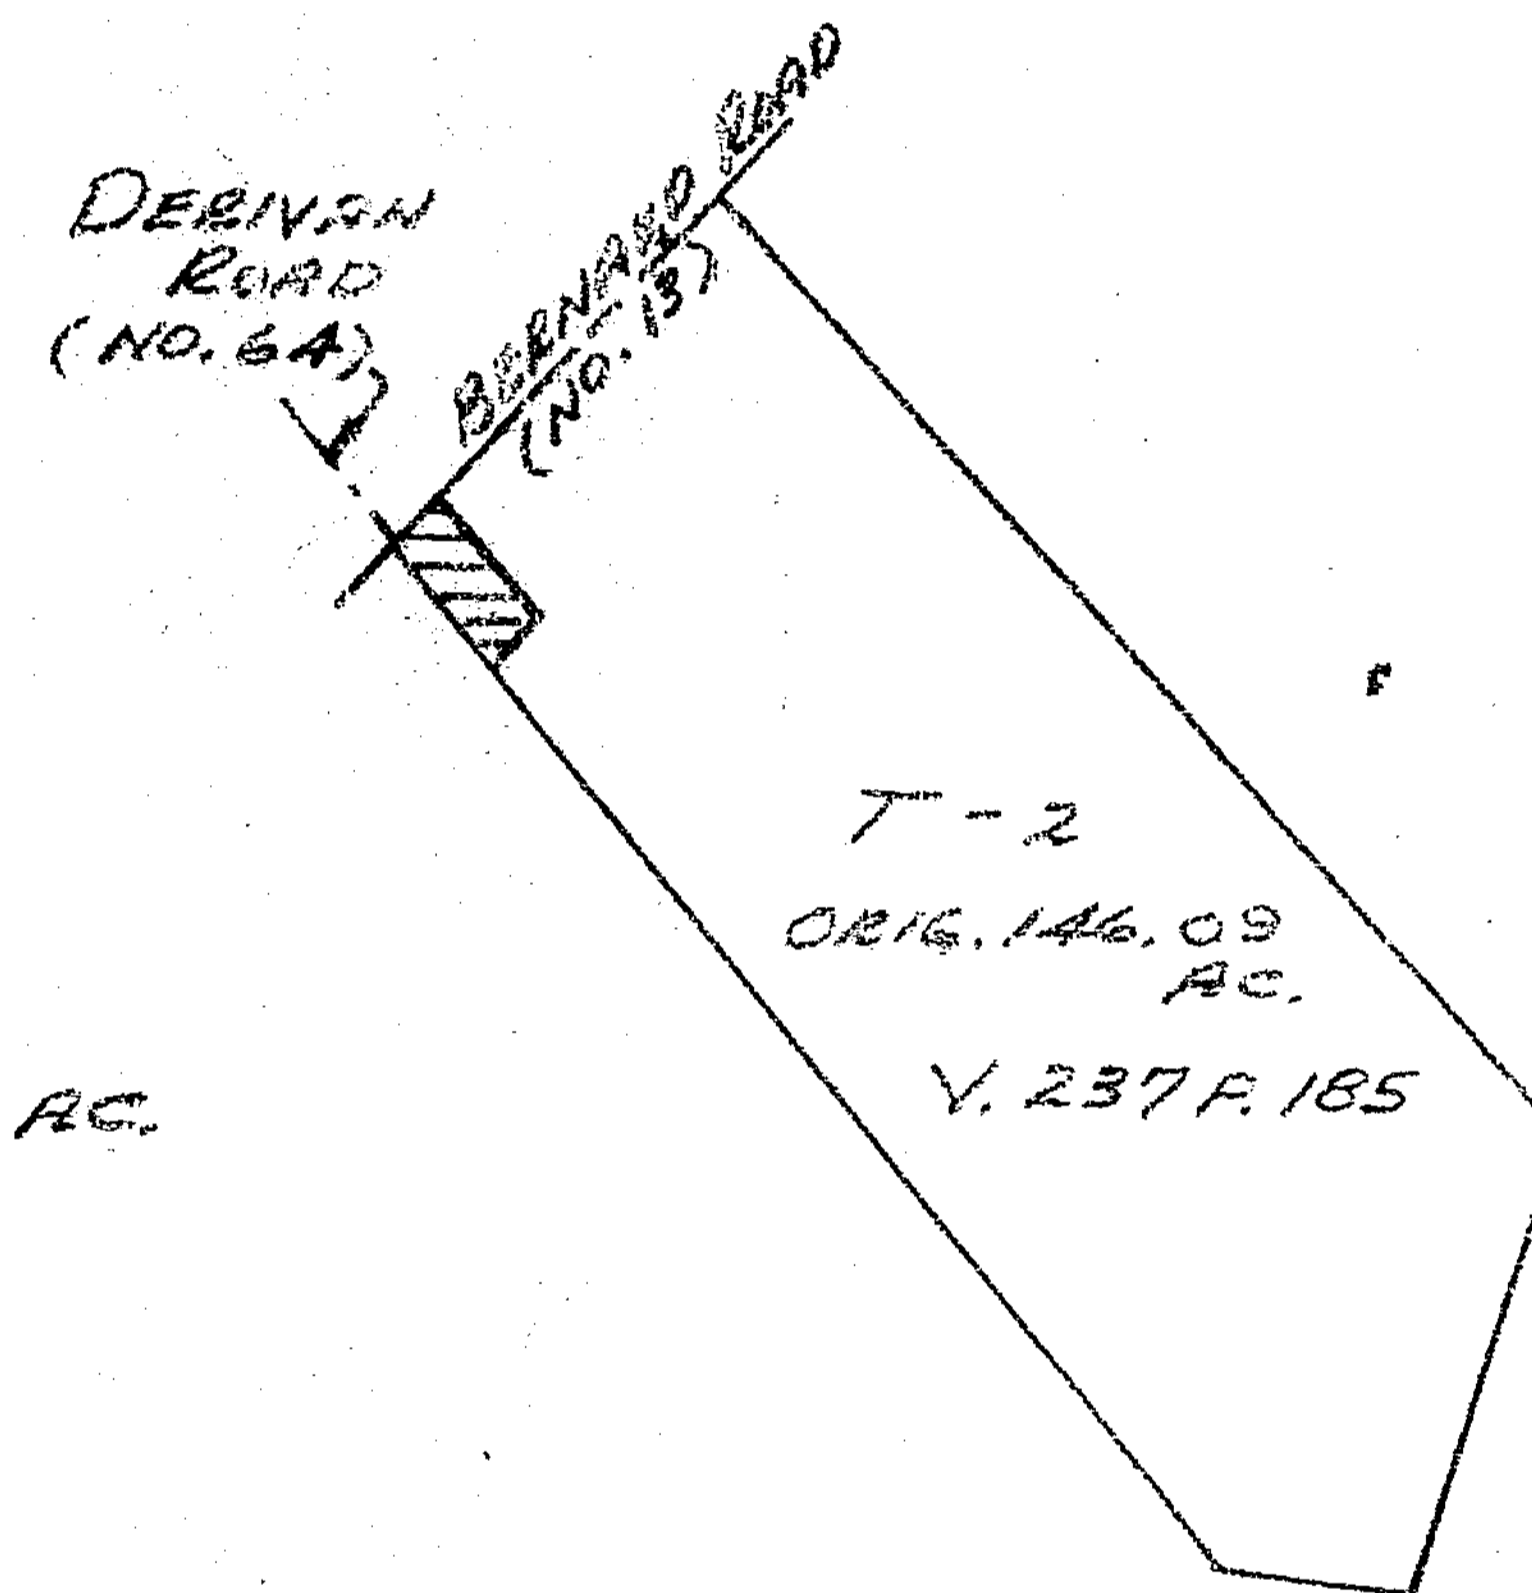 DERIVAN
ROAD
(NO. 64)
BERNARD ROAD
(NO. 13)
T-2
ORIG. 146.09
AC.
V. 237 P. 185
AC.